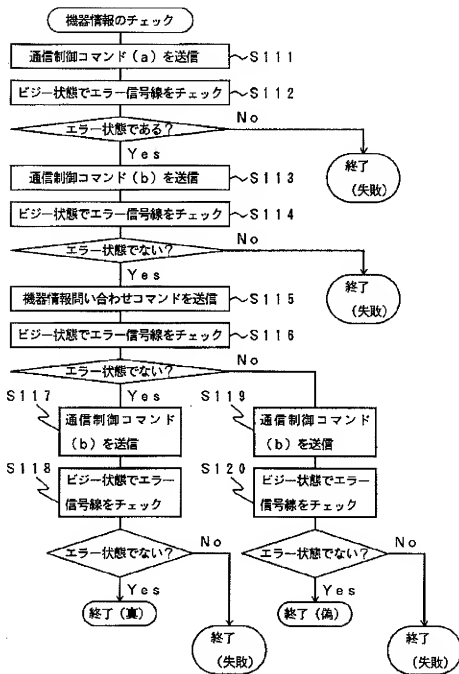 機器情報のチェック
通信制御コマンド(a)を送信
S111
ビジー状態でエラー信号線をチェック
S112
エラー状態である?
No
Yes
終了
(失敗)
通信制御コマンド(b)を送信
S113
ビジー状態でエラー信号線をチェック
S114
エラー状態でない?
No
Yes
終了
(失敗)
機器情報問い合わせコマンドを送信
S115
ビジー状態でエラー信号線をチェック
S116
エラー状態でない?
No
Yes
S117
通信制御コマンド
(b)を送信
S119
通信制御コマンド
(b)を送信
S118
ビジー状態でエラー
信号線をチェック
S120
ビジー状態でエラー
信号線をチェック
エラー状態でない?
No
Yes
エラー状態でない?
No
Yes
終了(真)
終了(偽)
終了
(失敗)
終了
(失敗)